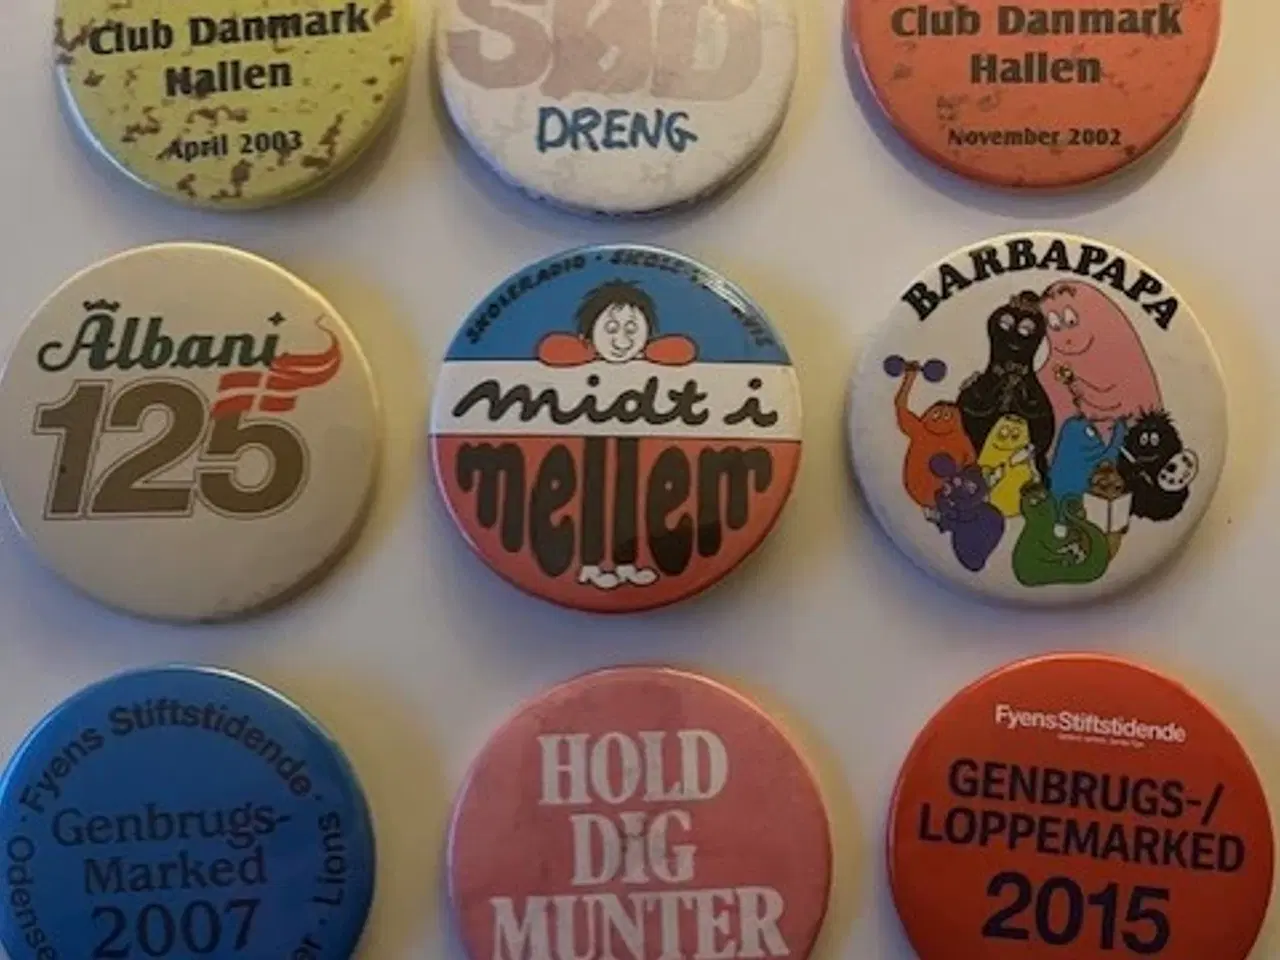 Club Danmark
Hallen
April 2003
SØD
DRENG
Club Danmark
Hallen
November 2002
Albani
125
SKOLERADIO
midt i
mellem
BARBAPAPA
Fyens Stiftstidende · Lions
Genbrugs-
Marked
2007
HOLD
DIG
MUNTER
FyensStiftstidende
GENBRUGS-/
LOPPEMARKED
2015